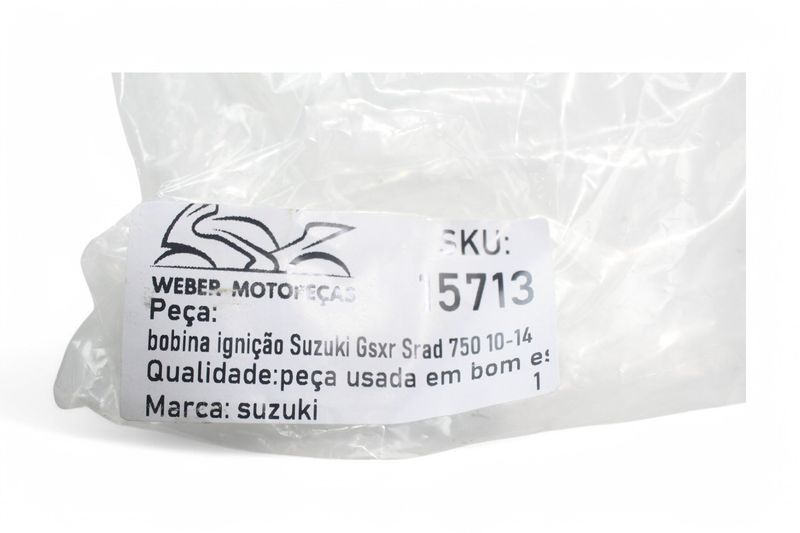 WEBER MOTOPEÇAS
SKU:
15713
Peça:
bobina ignição Suzuki Gsxr Srad 750 10-14
Qualidade:peça usada em bom es
1
Marca: suzuki